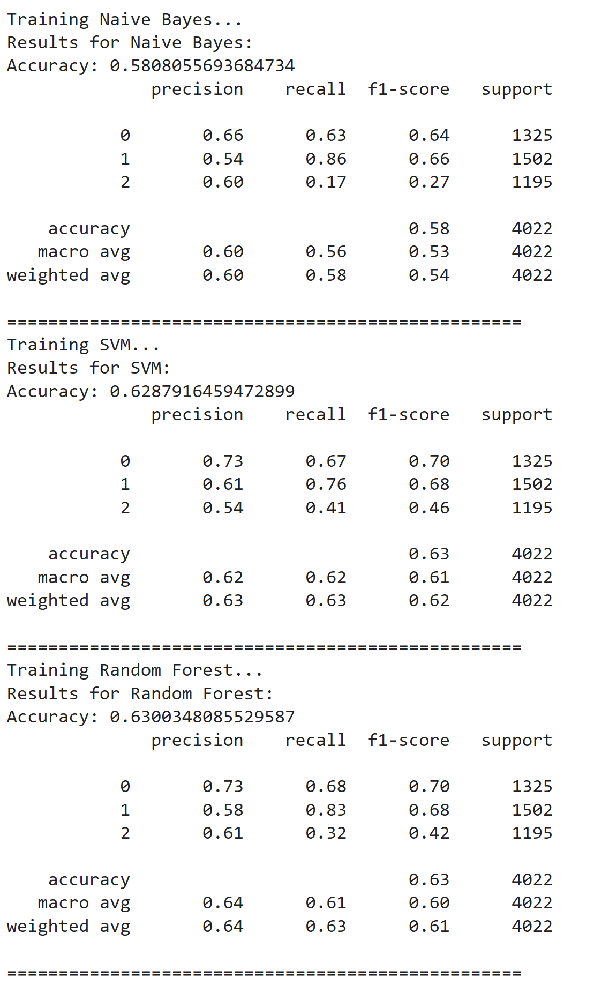 Training Naive Bayes...
Results for Naive Bayes:
Accuracy: 0.5808055693684734
              precision    recall  f1-score   support

           0       0.66      0.63      0.64      1325
           1       0.54      0.86      0.66      1502
           2       0.60      0.17      0.27      1195

    accuracy                           0.58      4022
   macro avg       0.60      0.56      0.53      4022
weighted avg       0.60      0.58      0.54      4022

==================================================
Training SVM...
Results for SVM:
Accuracy: 0.6287916459472899
              precision    recall  f1-score   support

           0       0.73      0.67      0.70      1325
           1       0.61      0.76      0.68      1502
           2       0.54      0.41      0.46      1195

    accuracy                           0.63      4022
   macro avg       0.62      0.62      0.61      4022
weighted avg       0.63      0.63      0.62      4022

==================================================
Training Random Forest...
Results for Random Forest:
Accuracy: 0.6300348085529587
              precision    recall  f1-score   support

           0       0.73      0.68      0.70      1325
           1       0.58      0.83      0.68      1502
           2       0.61      0.32      0.42      1195

    accuracy                           0.63      4022
   macro avg       0.64      0.61      0.60      4022
weighted avg       0.64      0.63      0.61      4022

==================================================